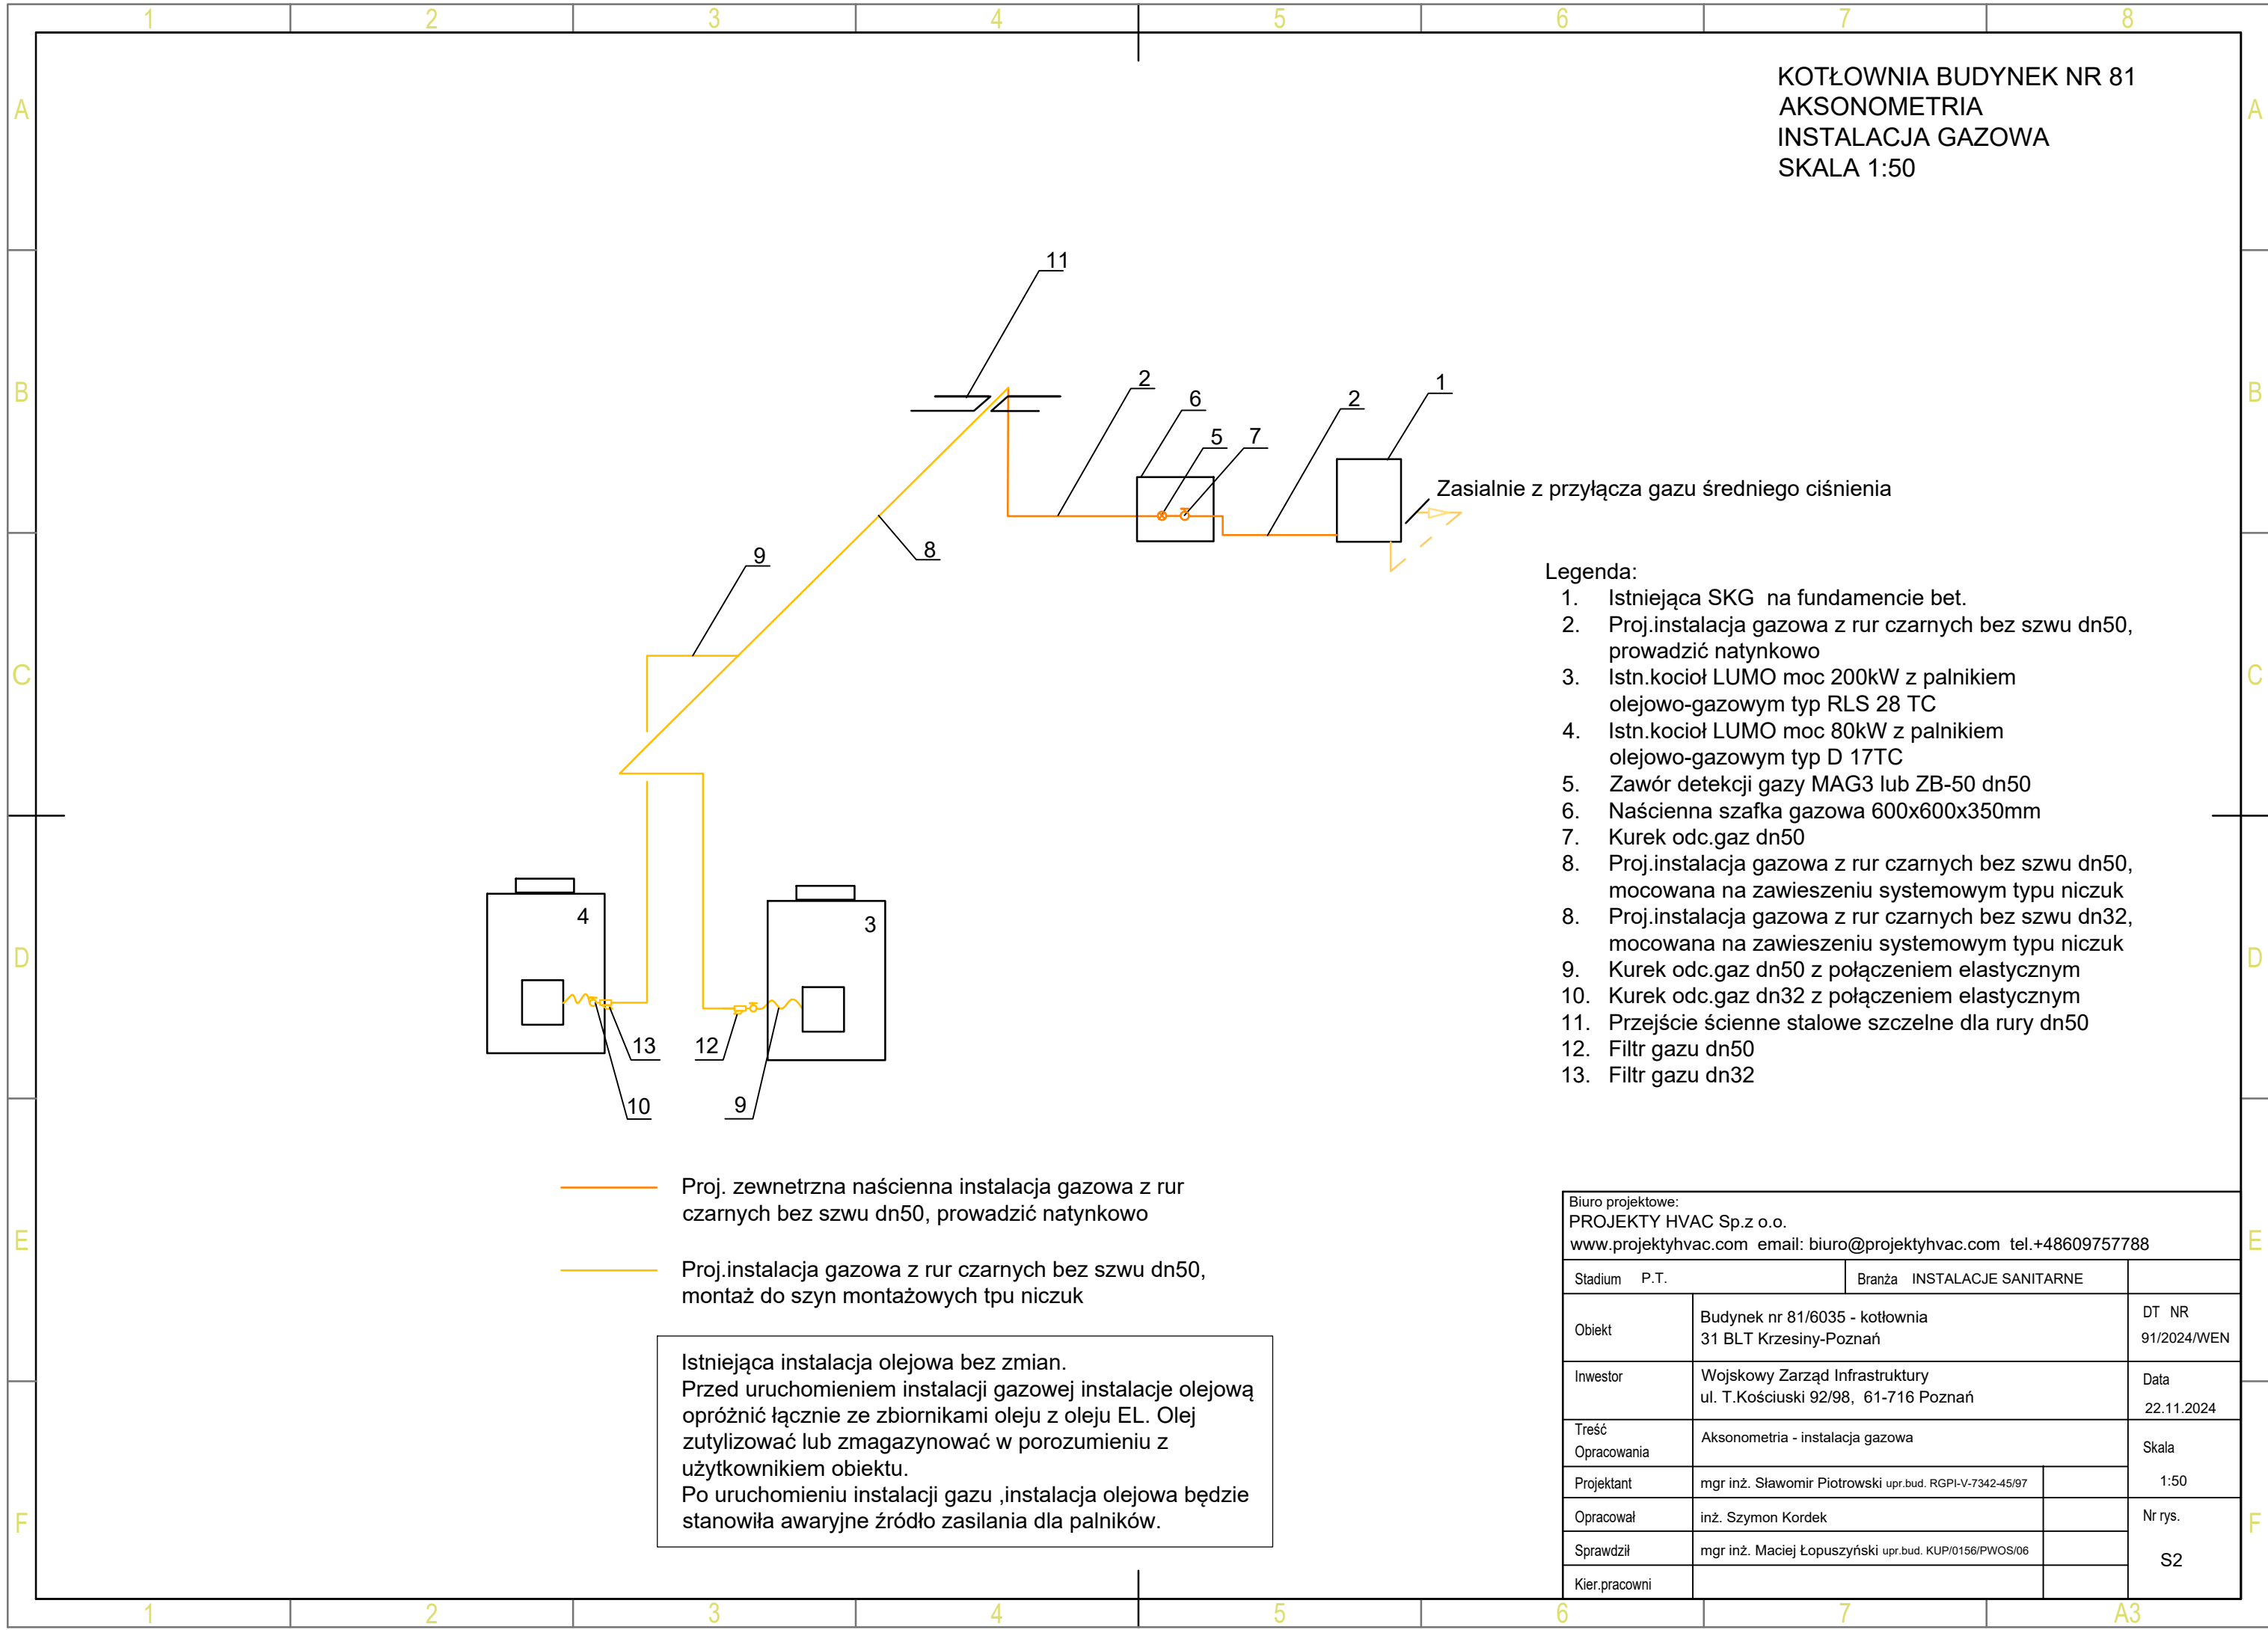 1 2 3 4 5 6 7 8
KOTŁOWNIA BUDYNEK NR 81
AKSONOMETRIA
INSTALACJA GAZOWA
SKALA 1:50
A A
11
B B
2
6
2
1
5 7
Zasialnie z przyłącza gazu średniego ciśnienia
8
9
C C
Legenda:
1. Istniejąca SKG na fundamencie bet.
2. Proj.instalacja gazowa z rur czarnych bez szwu dn50,
prowadzić natynkowo
3. Istn.kocioł LUMO moc 200kW z palnikiem
olejowo-gazowym typ RLS 28 TC
4. Istn.kocioł LUMO moc 80kW z palnikiem
olejowo-gazowym typ D 17TC
5. Zawór detekcji gazy MAG3 lub ZB-50 dn50
6. Naścienna szafka gazowa 600x600x350mm
7. Kurek odc.gaz dn50
8. Proj.instalacja gazowa z rur czarnych bez szwu dn50,
mocowana na zawieszeniu systemowym typu niczuk
8. Proj.instalacja gazowa z rur czarnych bez szwu dn32,
mocowana na zawieszeniu systemowym typu niczuk
9. Kurek odc.gaz dn50 z połączeniem elastycznym
10. Kurek odc.gaz dn32 z połączeniem elastycznym
11. Przejście ścienne stalowe szczelne dla rury dn50
12. Filtr gazu dn50
13. Filtr gazu dn32
4
3
D D
13 12
10 9
Proj. zewnetrzna naścienna instalacja gazowa z rur
czarnych bez szwu dn50, prowadzić natynkowo
Proj.instalacja gazowa z rur czarnych bez szwu dn50,
montaż do szyn montażowych tpu niczuk
E E
Istniejąca instalacja olejowa bez zmian.
Przed uruchomieniem instalacji gazowej instalacje olejową
opróżnić łącznie ze zbiornikami oleju z oleju EL. Olej
zutylizować lub zmagazynować w porozumieniu z
użytkownikiem obiektu.
Po uruchomieniu instalacji gazu ,instalacja olejowa będzie
stanowiła awaryjne źródło zasilania dla palników.
Biuro projektowe:
PROJEKTY HVAC Sp.z o.o.
www.projektyhvac.com email: biuro@projektyhvac.com tel.+48609757788
Stadium P.T. Branża INSTALACJE SANITARNE
Obiekt
Budynek nr 81/6035 - kotłownia
31 BLT Krzesiny-Poznań
DT NR
91/2024/WEN
Inwestor
Wojskowy Zarząd Infrastruktury
ul. T.Kościuski 92/98, 61-716 Poznań
Data
22.11.2024
Treść
Opracowania
Aksonometria - instalacja gazowa
Skala
1:50
Projektant mgr inż. Sławomir Piotrowski upr.bud. RGPI-V-7342-45/97
Opracował inż. Szymon Kordek
Nr rys.
S2
Sprawdził mgr inż. Maciej Łopuszyński upr.bud. KUP/0156/PWOS/06
Kier.pracowni
F F
1 2 3 4 5 6 7 A3